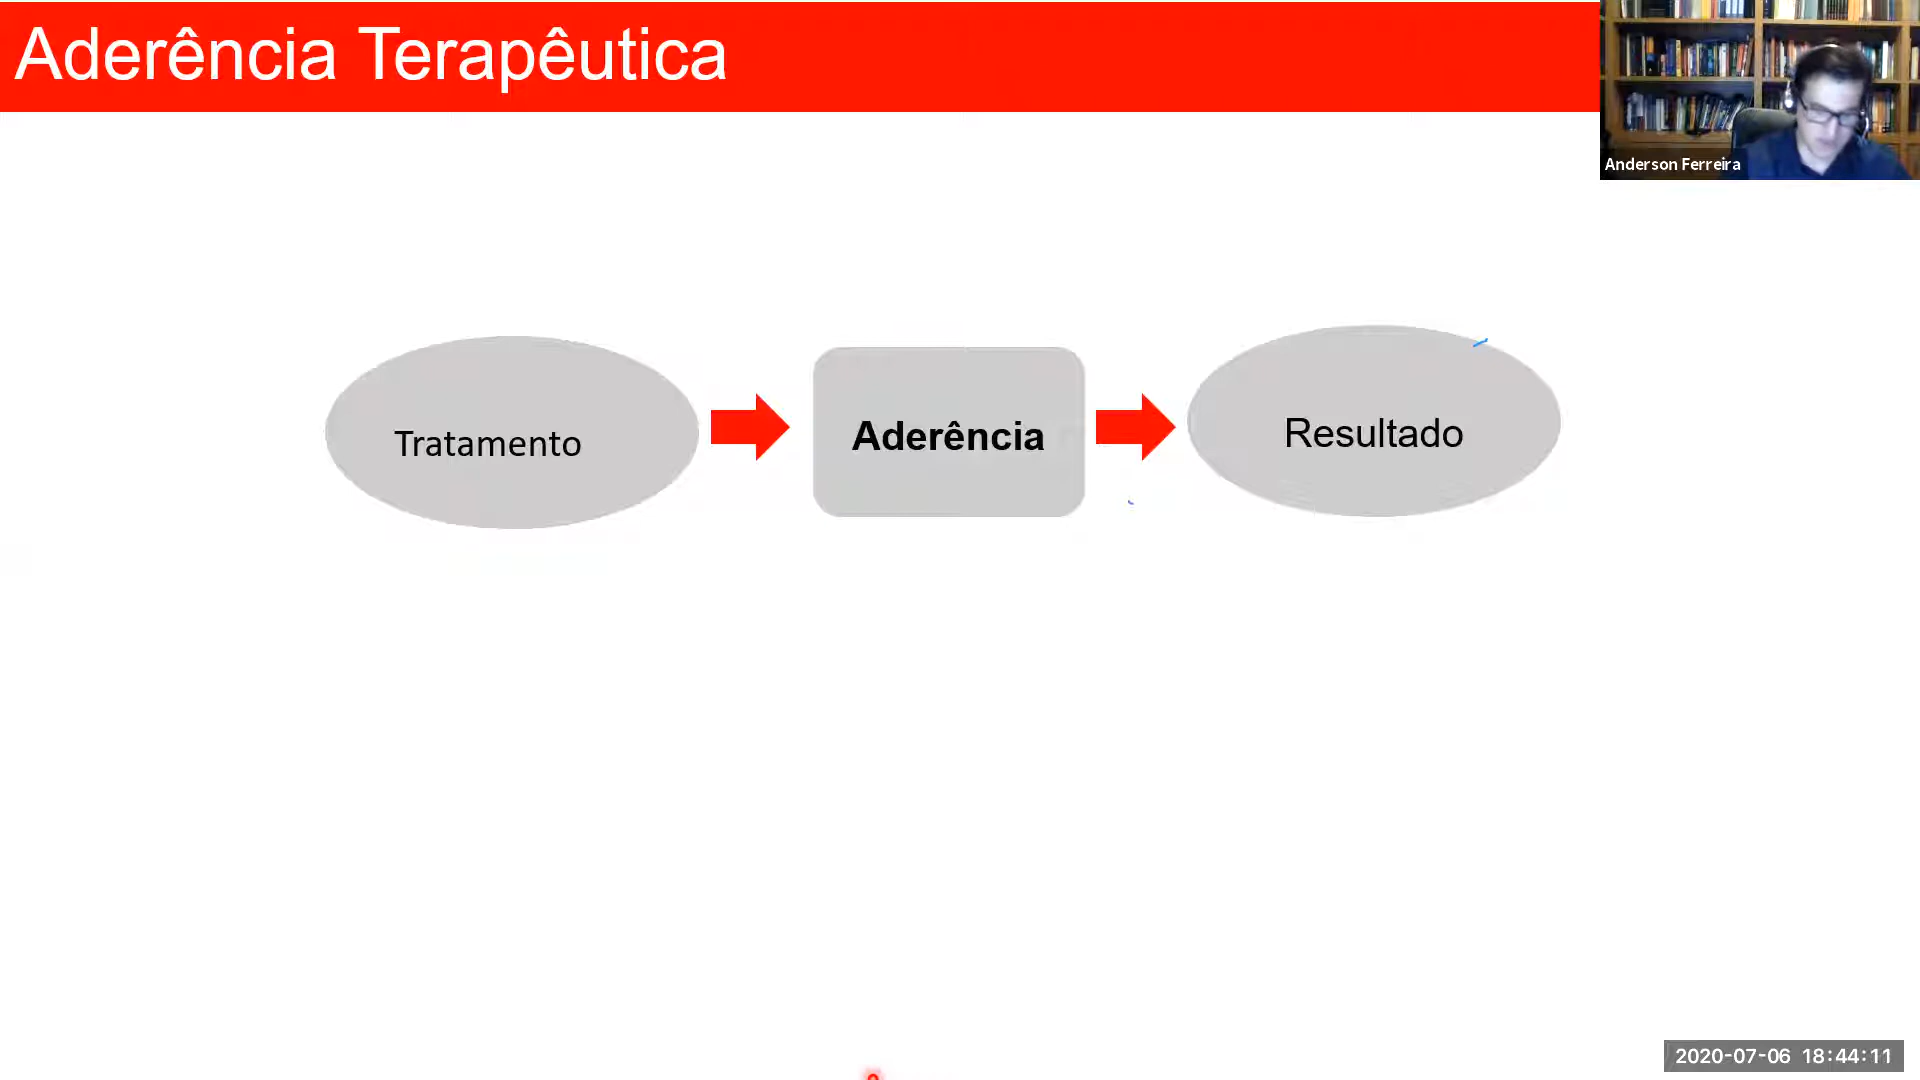 Aderência Terapêutica
Anderson Ferreira
Tratamento
Aderência
Resultado
2020-07-06 18:44:11